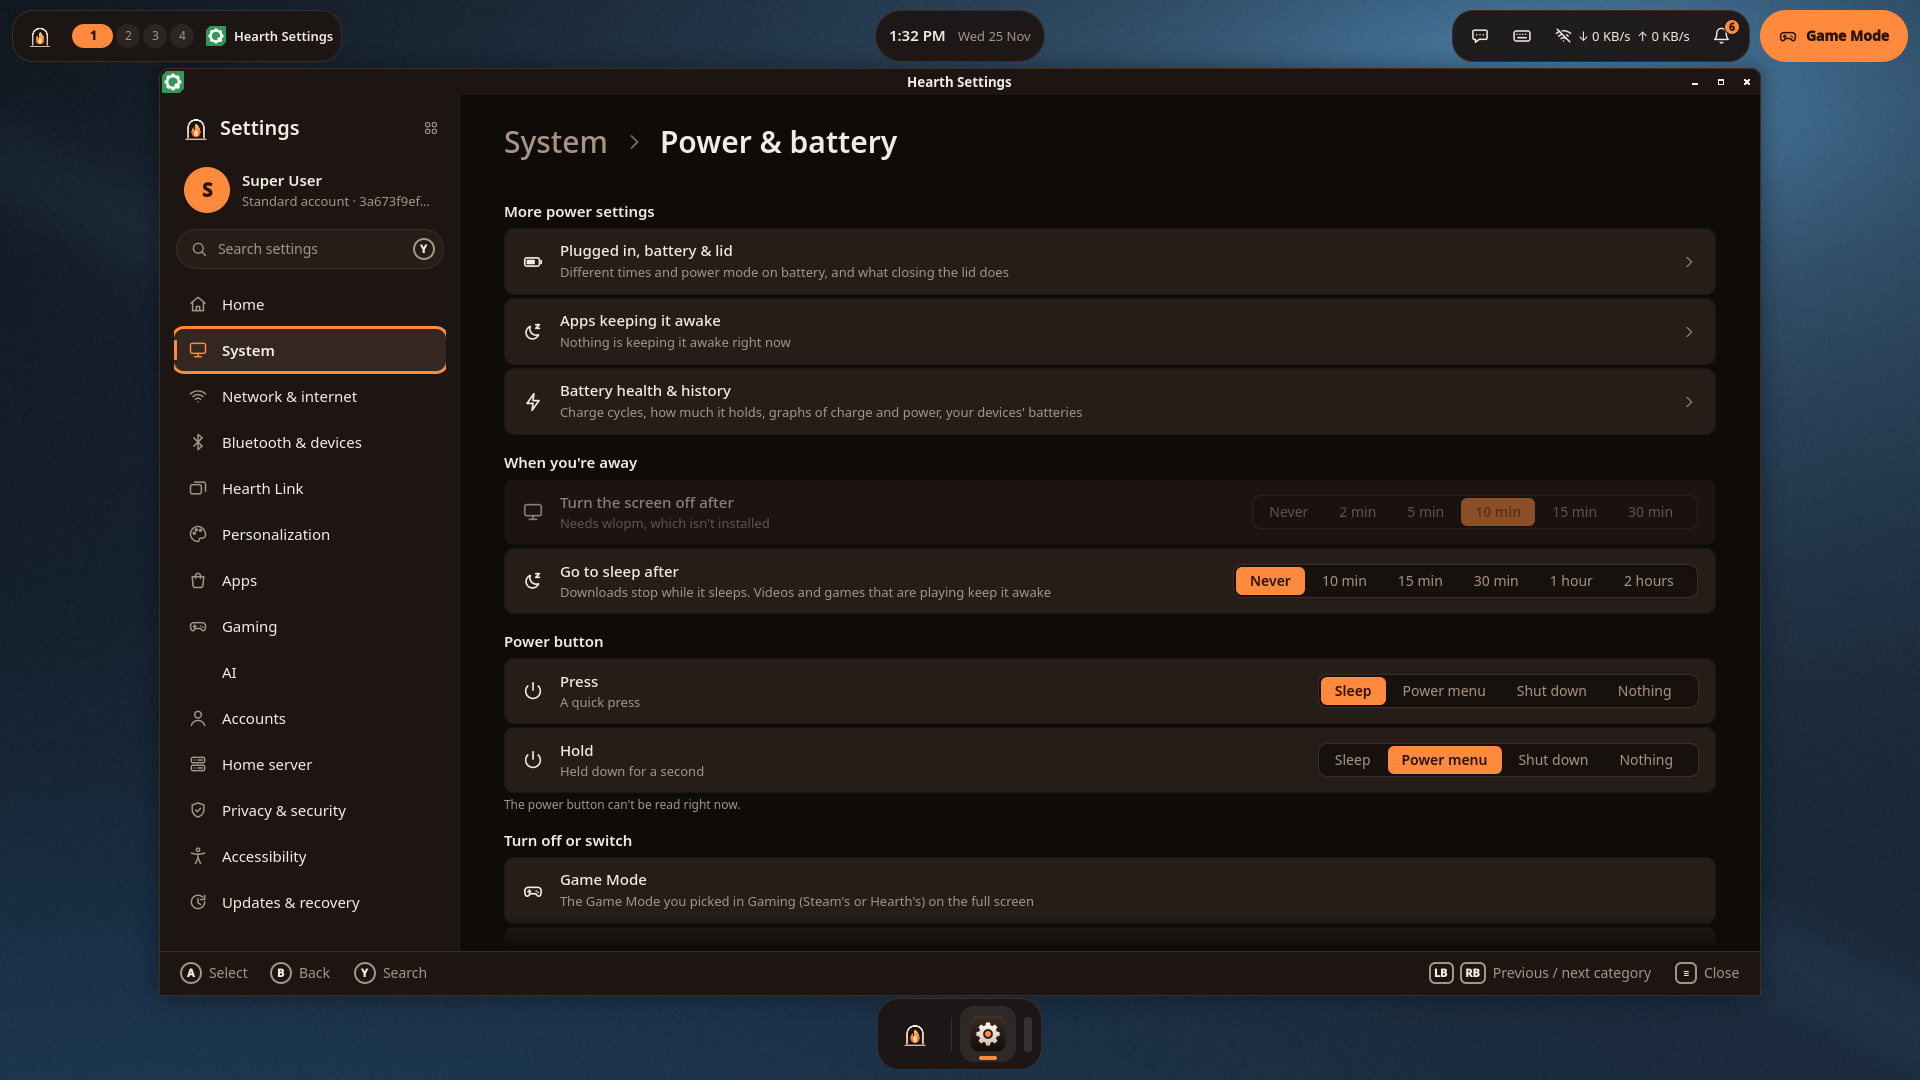 1 2 3 4 Hearth Settings
1:32 PM Wed 25 Nov
↓ 0 KB/s ↑ 0 KB/s
6
Game Mode
Hearth Settings
Settings
S
Super User
Standard account · 3a673f9ef...
Search settings Y
Home
System
Network & internet
Bluetooth & devices
Hearth Link
Personalization
Apps
Gaming
AI
Accounts
Home server
Privacy & security
Accessibility
Updates & recovery
System > Power & battery
More power settings
Plugged in, battery & lid
Different times and power mode on battery, and what closing the lid does
Apps keeping it awake
Nothing is keeping it awake right now
Battery health & history
Charge cycles, how much it holds, graphs of charge and power, your devices' batteries
When you're away
Turn the screen off after
Needs wlopm, which isn't installed
Never 2 min 5 min 10 min 15 min 30 min
Go to sleep after
Downloads stop while it sleeps. Videos and games that are playing keep it awake
Never 10 min 15 min 30 min 1 hour 2 hours
Power button
Press
A quick press
Sleep Power menu Shut down Nothing
Hold
Held down for a second
Sleep Power menu Shut down Nothing
The power button can't be read right now.
Turn off or switch
Game Mode
The Game Mode you picked in Gaming (Steam's or Hearth's) on the full screen
A Select B Back Y Search
LB RB Previous / next category ≡ Close